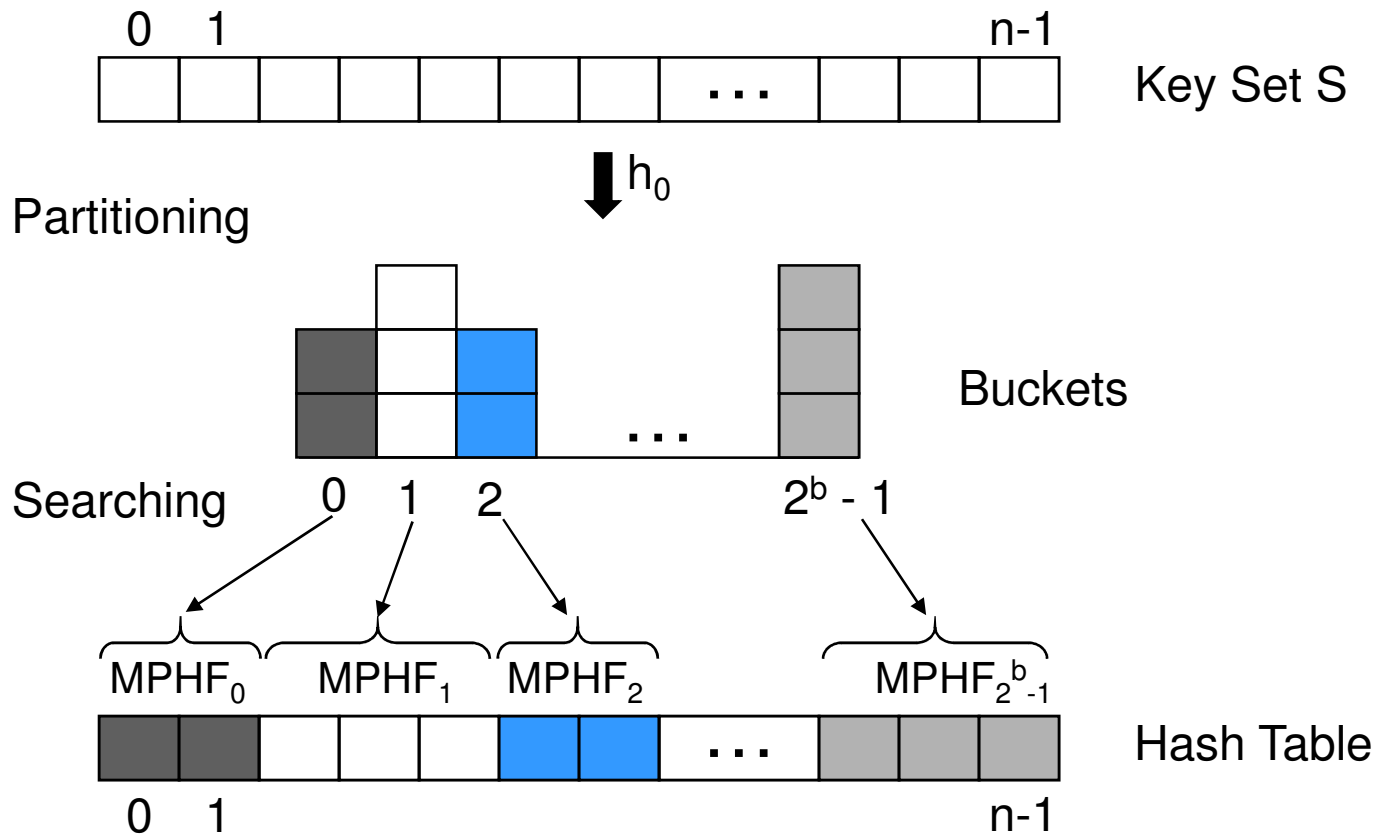 0 1 n-1
... Key Set S
h₀
Partitioning
Buckets
...
Searching 0 1 2 2ᵇ - 1
MPHF₀ MPHF₁ MPHF₂ MPHF₂ᵇ₋₁
... Hash Table
0 1 n-1